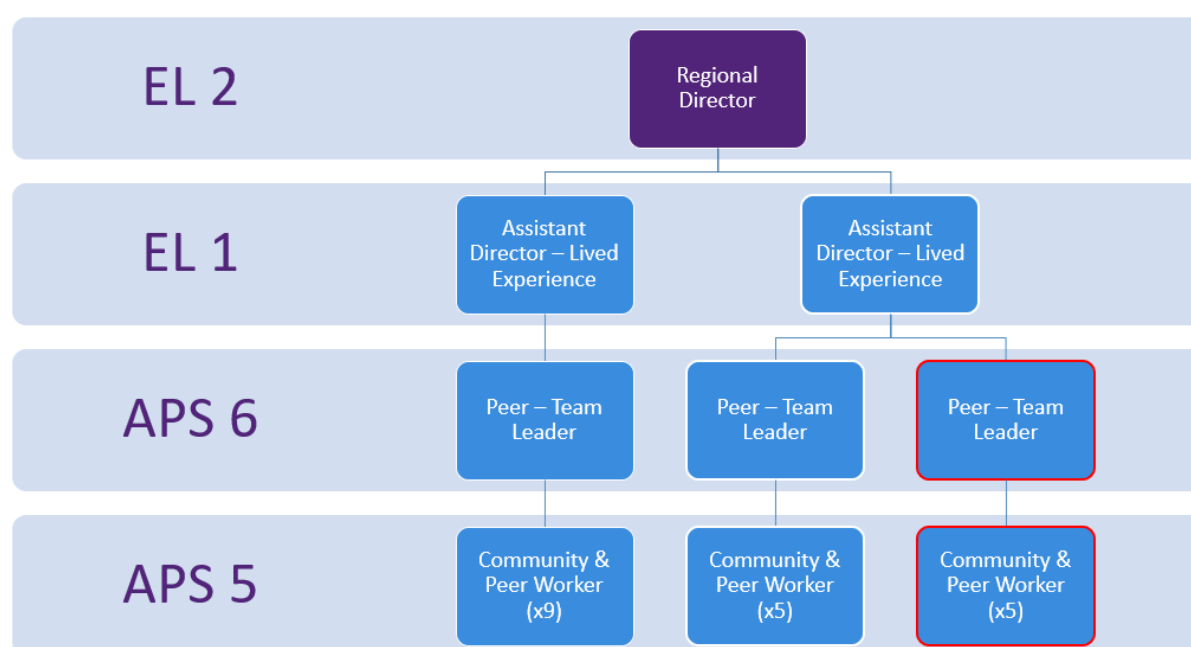 EL 2
Regional
Director
EL 1
Assistant
Director – Lived
Experience
Assistant
Director – Lived
Experience
APS 6
Peer – Team
Leader
Peer – Team
Leader
Peer – Team
Leader
APS 5
Community &
Peer Worker
(x9)
Community &
Peer Worker
(x5)
Community &
Peer Worker
(x5)